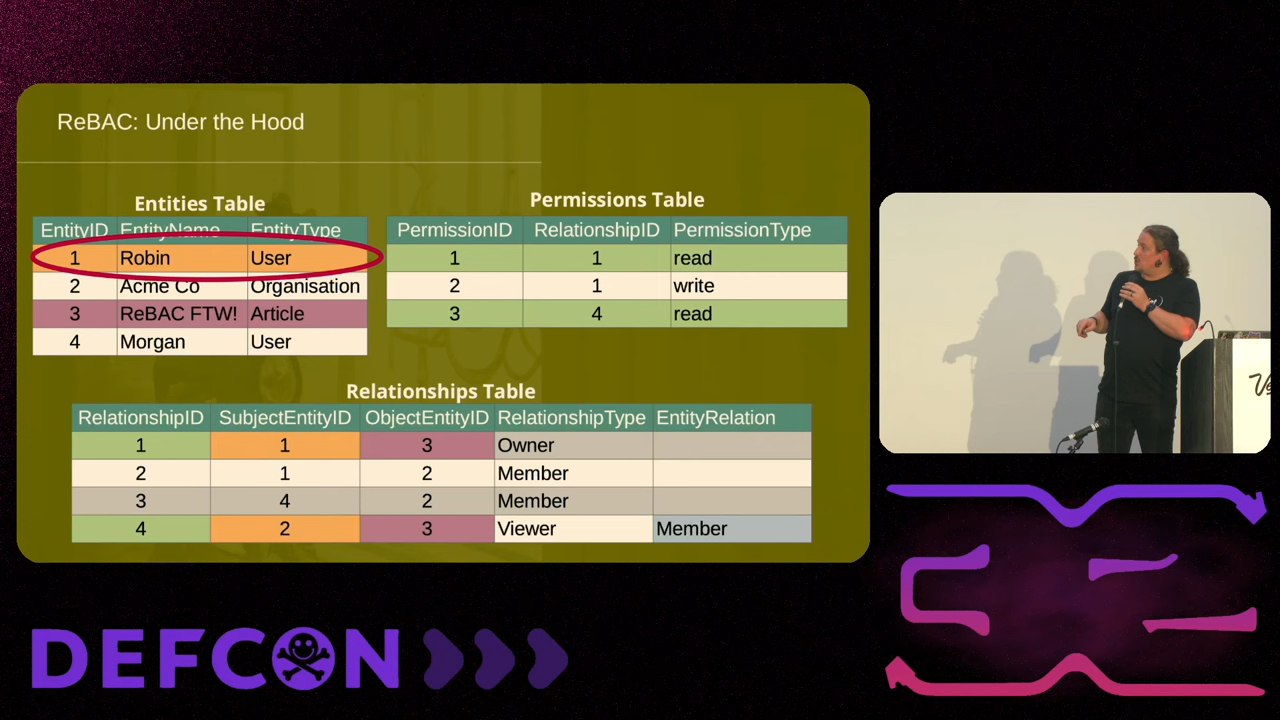 ReBAC: Under the Hood
Entities Table
EntityID EntityName EntityType
1 Robin User
2 Acme Co Organisation
3 ReBAC FTW! Article
4 Morgan User
Permissions Table
PermissionID RelationshipID PermissionType
1 1 read
2 1 write
3 4 read
Relationships Table
RelationshipID SubjectEntityID ObjectEntityID RelationshipType EntityRelation
1 1 3 Owner
2 1 2 Member
3 4 2 Member
4 2 3 Viewer Member
DEFCON